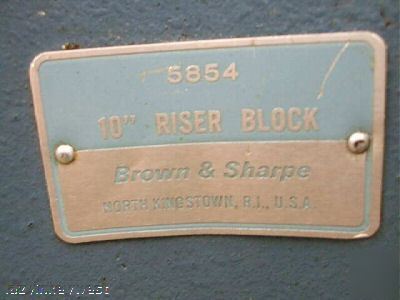 5854
10" RISER BLOCK
Brown & Sharpe
NORTH KINGSTOWN, R.I., U.S.A.